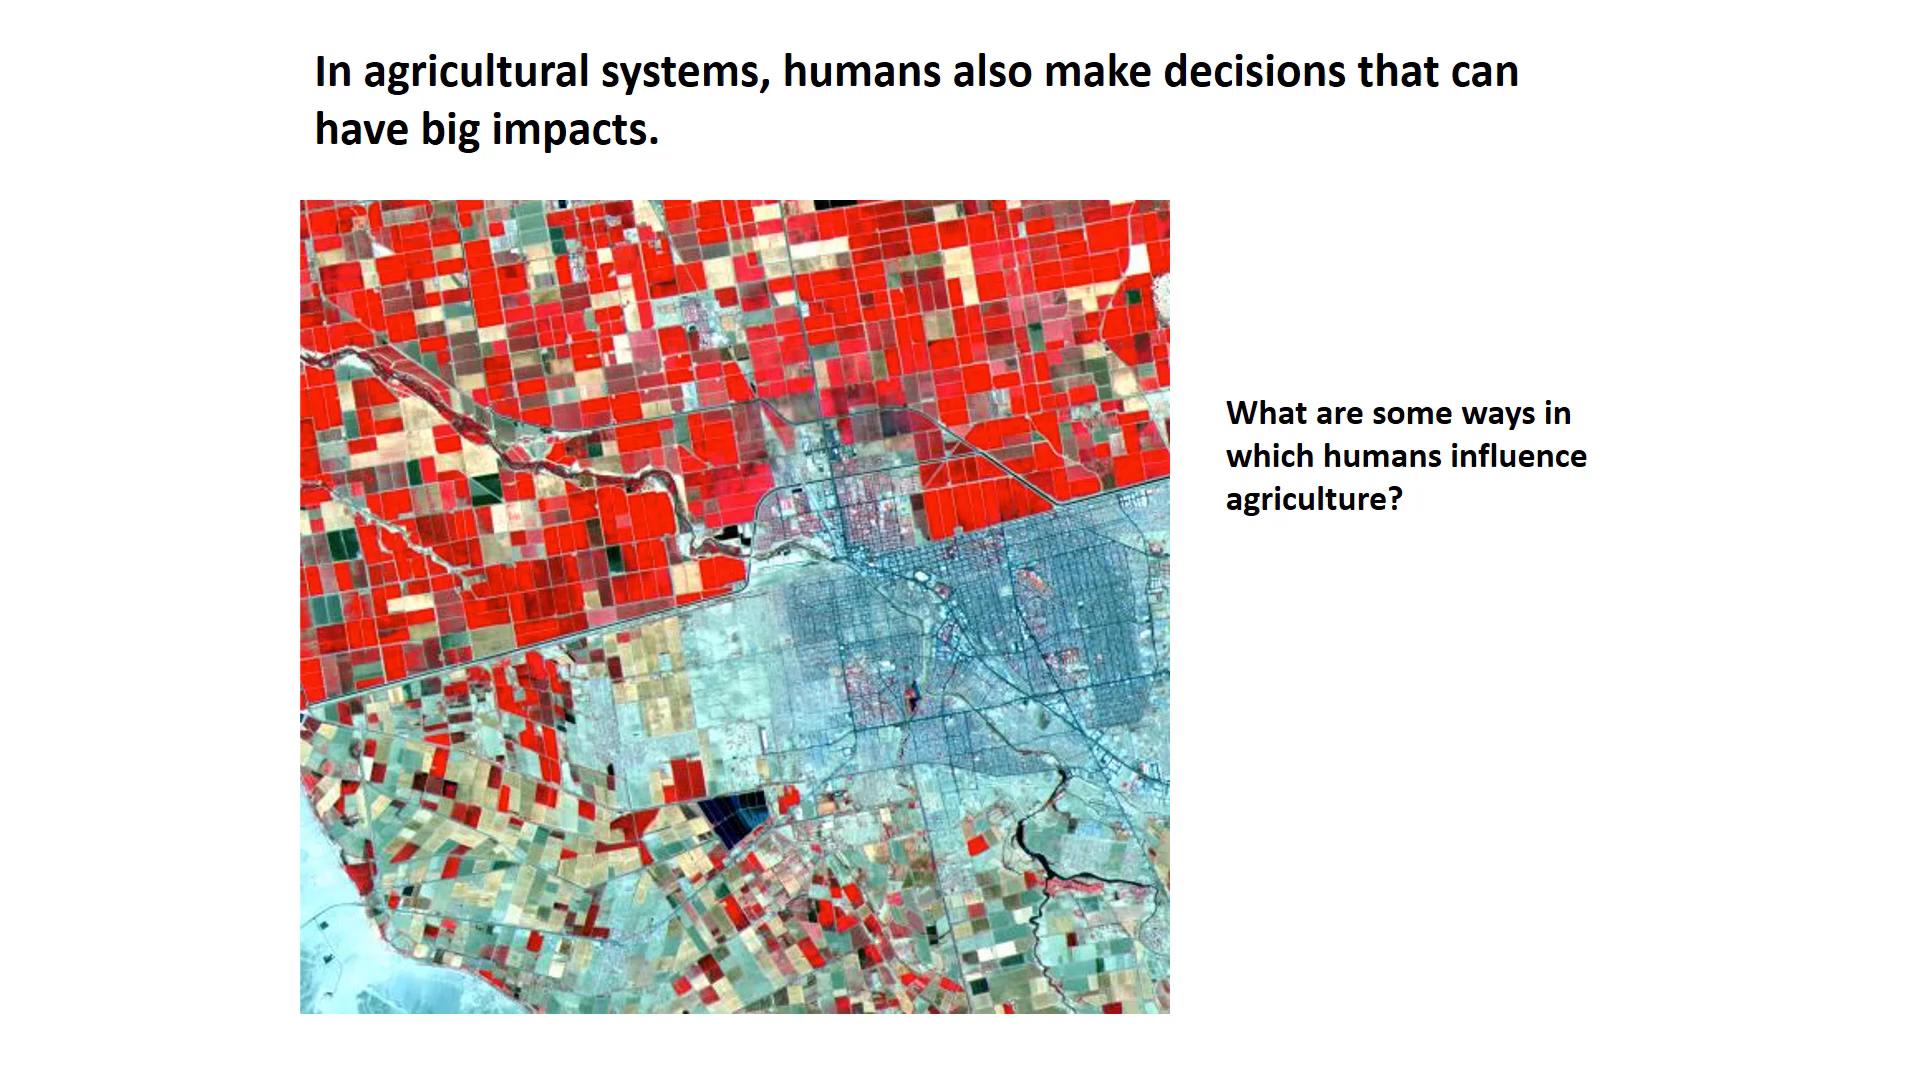 In agricultural systems, humans also make decisions that can
have big impacts.
What are some ways in
which humans influence
agriculture?